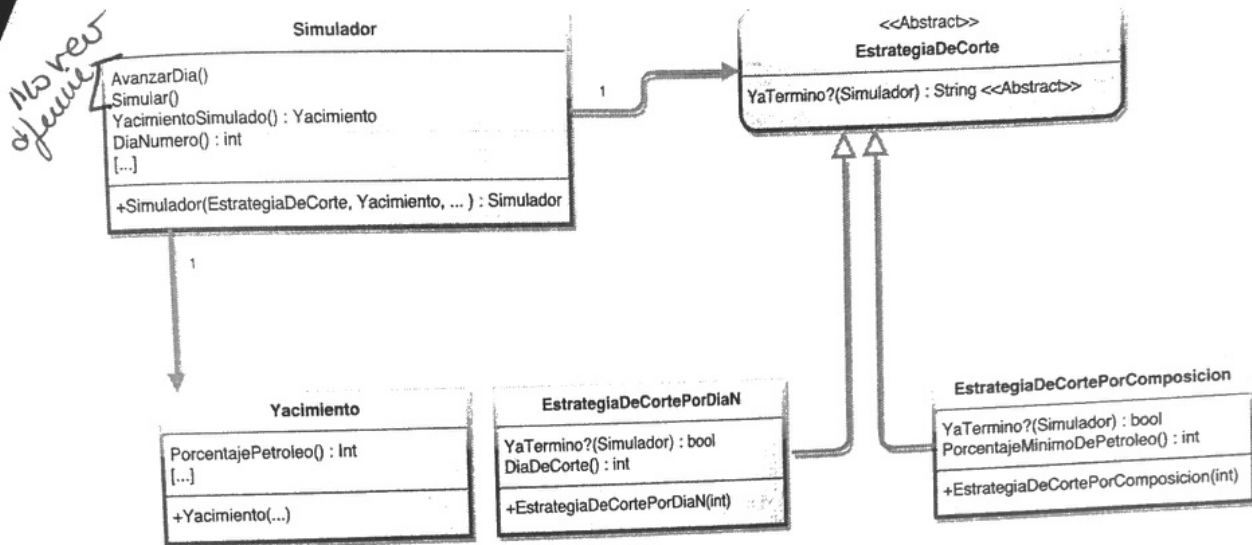 Simulador
AvanzarDia()
Simular()
YacimientoSimulado() : Yacimiento
DiaNumero() : int
[...]
+Simulador(EstrategiaDeCorte, Yacimiento, ... ) : Simulador
1
1
<<Abstract>>
EstrategiaDeCorte
YaTermino?(Simulador) : String <<Abstract>>
Yacimiento
PorcentajePetroleo() : Int
[...]
+Yacimiento(...)
EstrategiaDeCortePorDiaN
YaTermino?(Simulador) : bool
DiaDeCorte() : int
+EstrategiaDeCortePorDiaN(int)
EstrategiaDeCortePorComposicion
YaTermino?(Simulador) : bool
PorcentajeMinimoDePetroleo() : int
+EstrategiaDeCortePorComposicion(int)